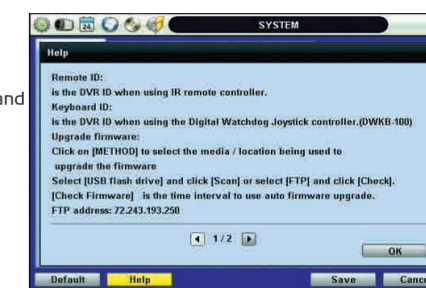 SYSTEM
Help
and
Remote ID:
is the DVR ID when using IR remote controller.
Keyboard ID:
is the DVR ID when using the Digital Watchdog Joystick controller.(DWKB-100)
Upgrade firmware:
Click on [METHOD] to select the media / location being used to
upgrade the firmware
Select [USB flash drive] and click [Scan] or select [FTP] and click [Check].
[Check Firmware] is the time interval to use auto firmware upgrade.
FTP address: 72.243.193.250
1/2
OK
Default Help Save Cance